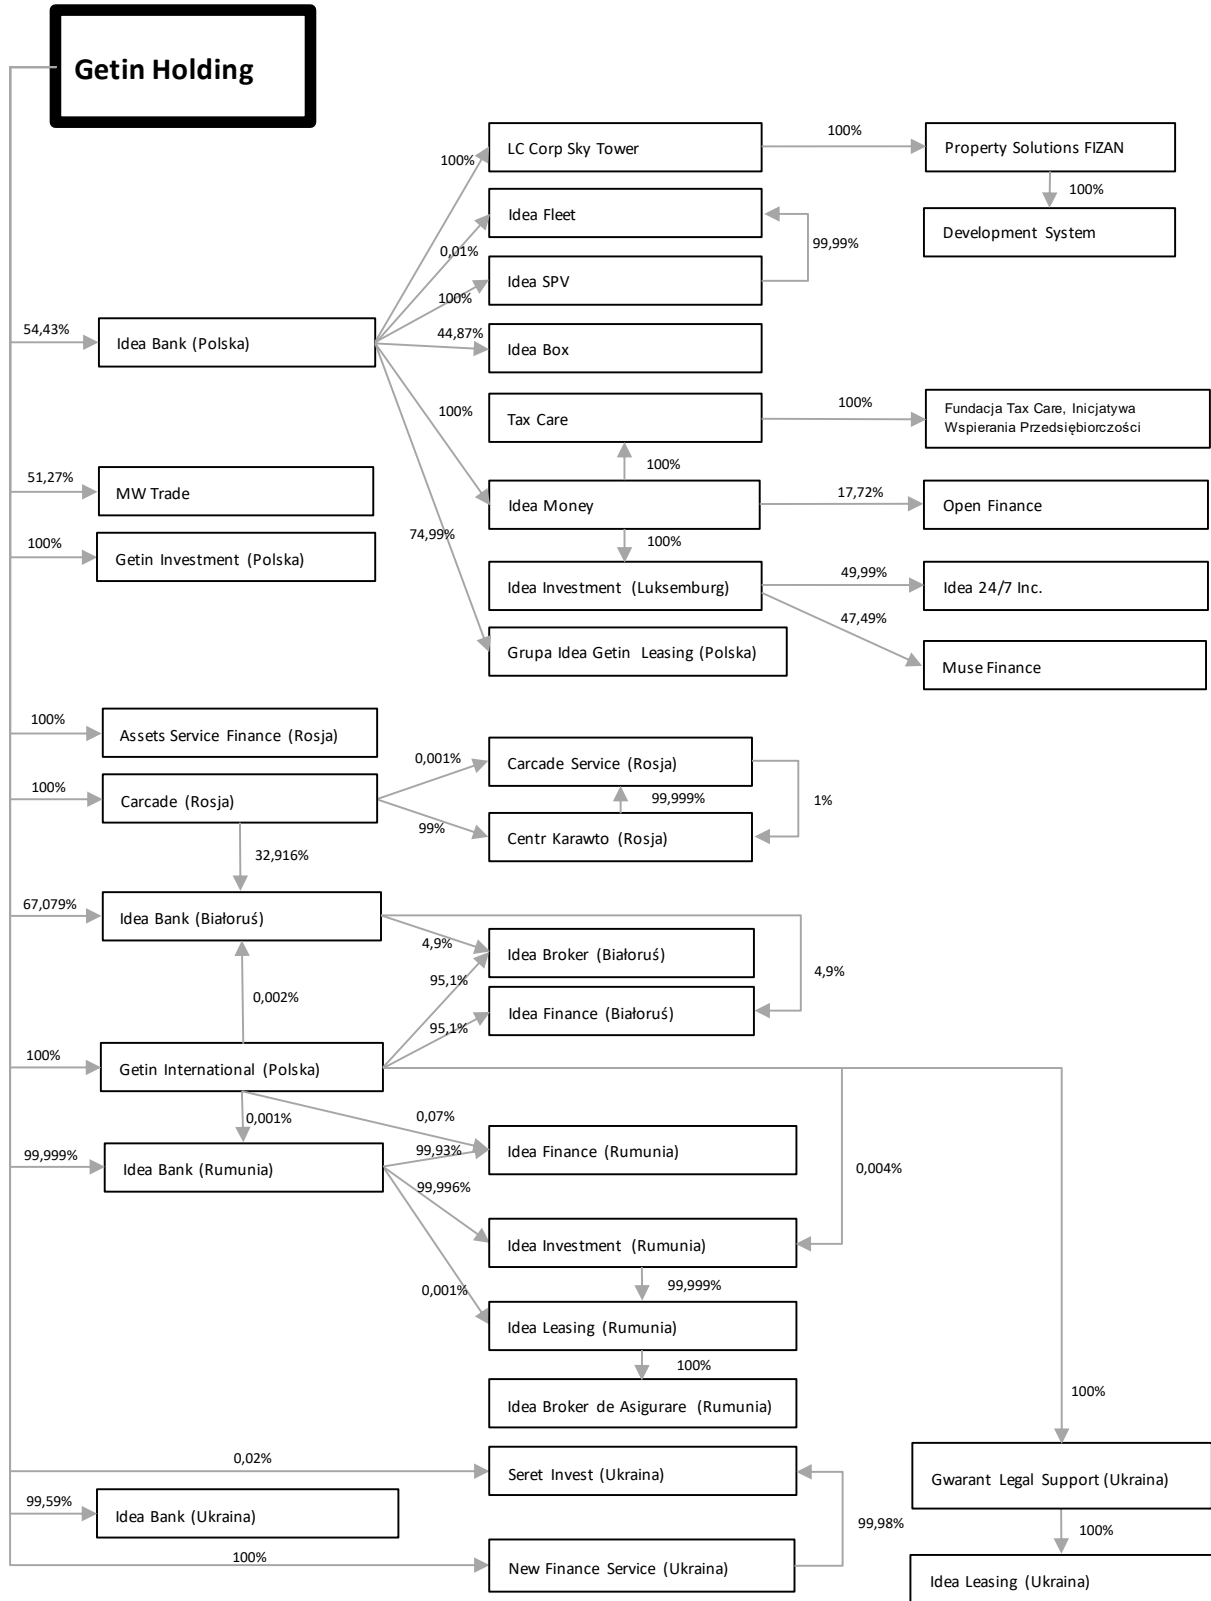 Getin Holding
LC Corp Sky Tower
100%
Property Solutions FIZAN
100%
100%
Idea Fleet
Development System
0,01%
99,99%
Idea SPV
100%
54,43%
Idea Bank (Polska)
44,87%
Idea Box
100%
Tax Care
100%
Fundacja Tax Care, Inicjatywa
Wspierania Przedsiębiorczości
100%
51,27%
MW Trade
Idea Money
17,72%
Open Finance
74,99%
100%
100%
Getin Investment (Polska)
Idea Investment (Luksemburg)
49,99%
Idea 24/7 Inc.
47,49%
Grupa Idea Getin Leasing (Polska)
Muse Finance
100%
Assets Service Finance (Rosja)
0,001%
Carcade Service (Rosja)
100%
Carcade (Rosja)
99,999%
1%
99%
Centr Karawto (Rosja)
32,916%
67,079%
Idea Bank (Białoruś)
4,9%
Idea Broker (Białoruś)
4,9%
95,1%
0,002%
Idea Finance (Białoruś)
95,1%
100%
Getin International (Polska)
0,001%
0,07%
99,999%
Idea Bank (Rumunia)
99,93%
Idea Finance (Rumunia)
0,004%
99,996%
Idea Investment (Rumunia)
0,001%
99,999%
Idea Leasing (Rumunia)
100%
Idea Broker de Asigurare (Rumunia)
100%
0,02%
Seret Invest (Ukraina)
Gwarant Legal Support (Ukraina)
99,59%
Idea Bank (Ukraina)
99,98%
100%
100%
New Finance Service (Ukraina)
Idea Leasing (Ukraina)